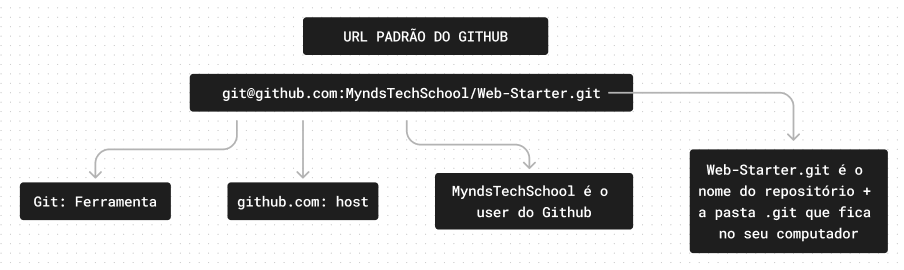 URL PADRÃO DO GITHUB
git@github.com:MyndsTechSchool/Web-Starter.git
Git: Ferramenta
github.com: host
MyndsTechSchool é o
user do Github
Web-Starter.git é o
nome do repositório +
a pasta .git que fica
no seu computador